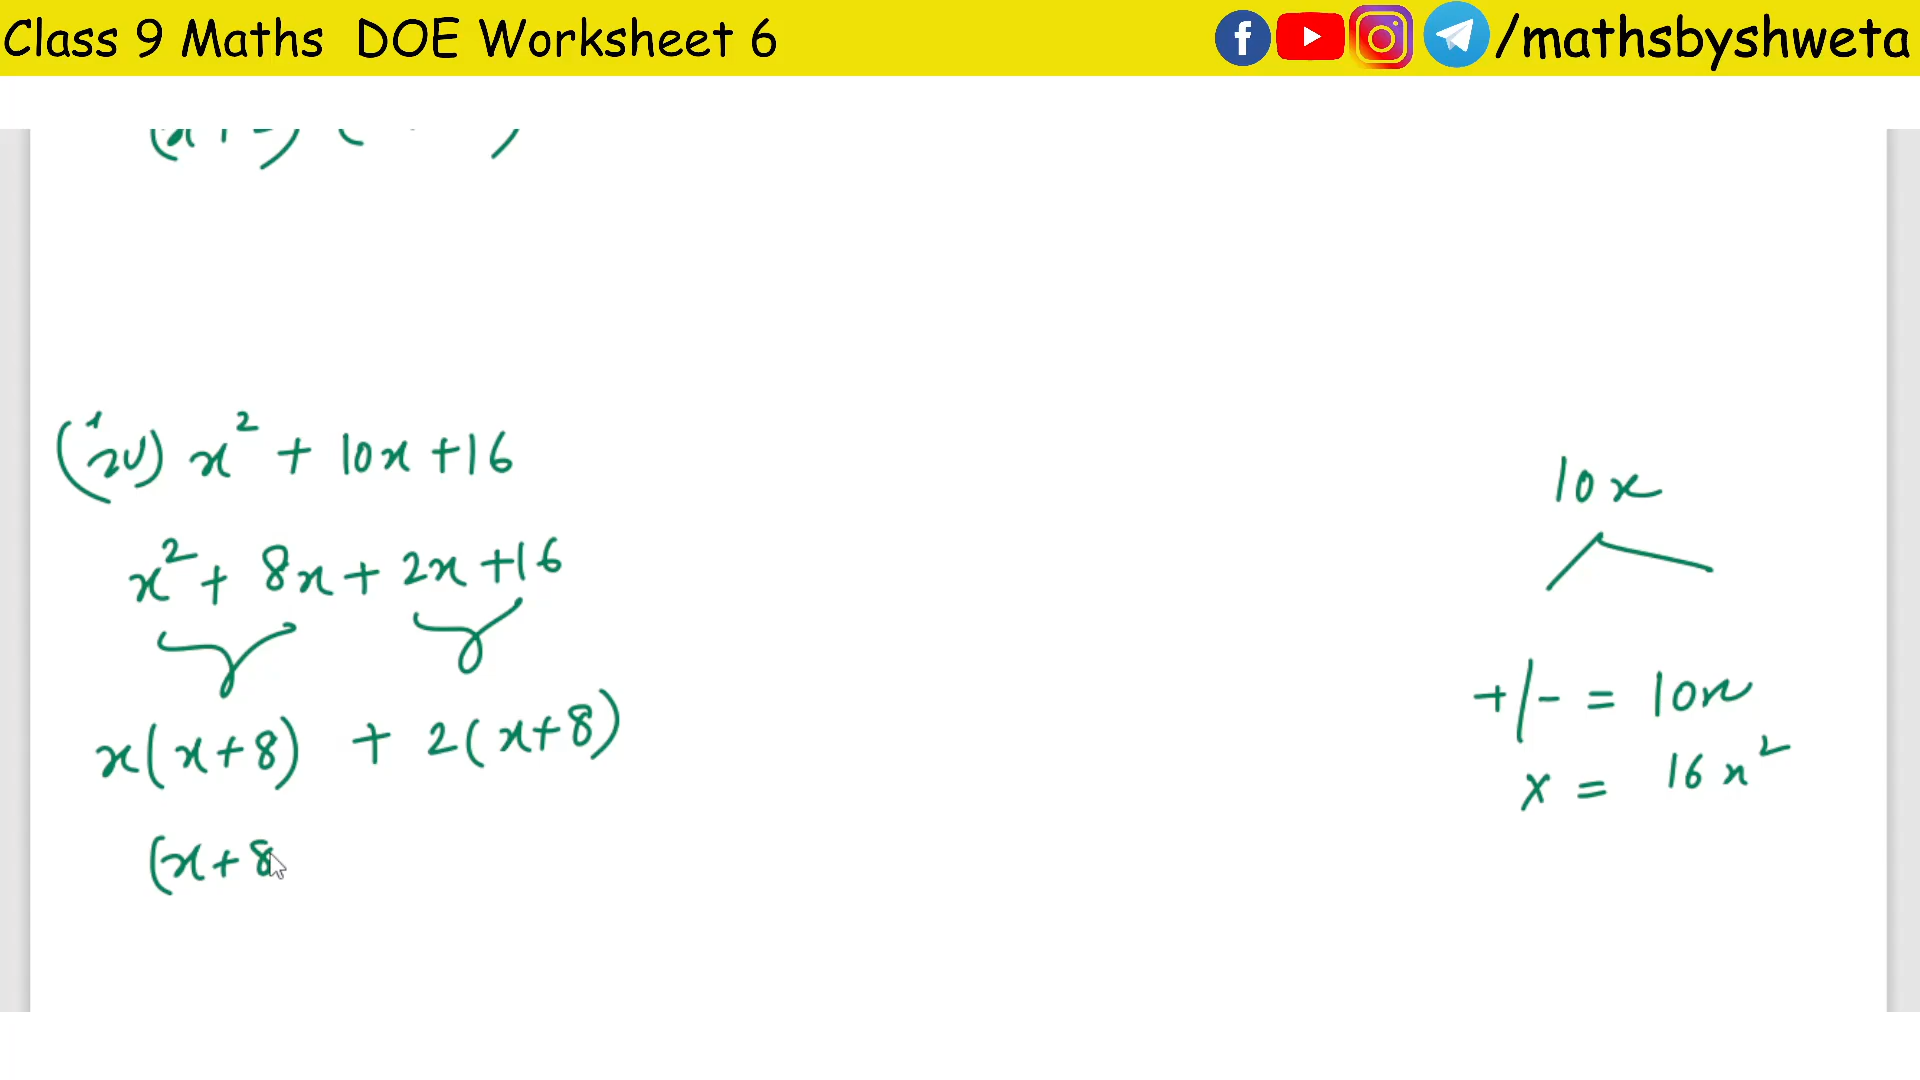 Class 9 Maths DOE Worksheet 6
/mathsbyshweta
(iv) x² + 10x + 16
x² + 8x + 2x + 16
x(x+8) + 2(x+8)
(x+8
10x
+/- = 10x
x = 16x²